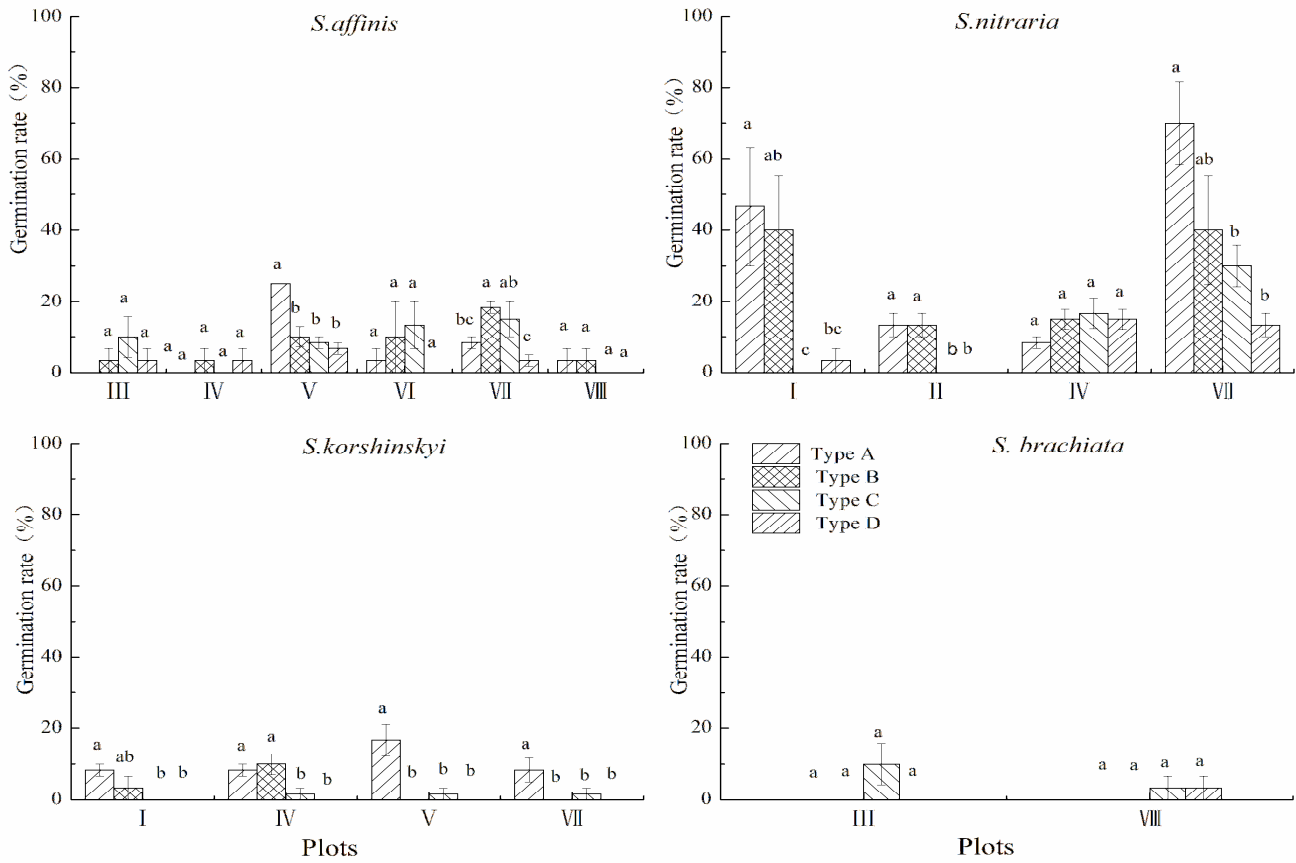 S.affinis
Germination rate (%)
100
80
60
40
20
0
a a a a
a a a a
a b b b
a a a a
bc a ab c
a a a a
III IV V VI VII VIII
S.nitraria
Germination rate (%)
100
80
60
40
20
0
a ab c bc
a a b b
a a a a
a ab b b
I II IV VII
S.korshinskyi
Germination rate (%)
100
80
60
40
20
0
a ab b b
a a b b
a b b b
a b b b
I IV V VII
Plots
S. brachiata
Type A
Type B
Type C
Type D
Germination rate (%)
100
80
60
40
20
0
a a a a
a a a a
III VIII
Plots